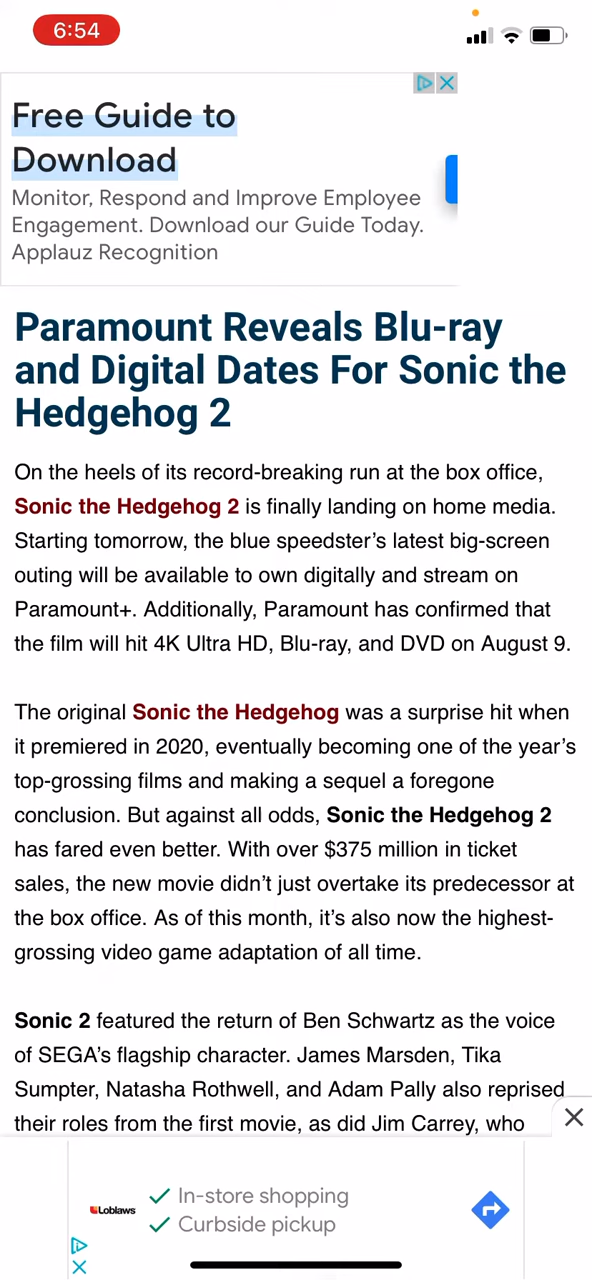 6:54
Free Guide to
Download
Monitor, Respond and Improve Employee
Engagement. Download our Guide Today.
Applauz Recognition
Paramount Reveals Blu-ray
and Digital Dates For Sonic the
Hedgehog 2
On the heels of its record-breaking run at the box office,
Sonic the Hedgehog 2 is finally landing on home media.
Starting tomorrow, the blue speedster’s latest big-screen
outing will be available to own digitally and stream on
Paramount+. Additionally, Paramount has confirmed that
the film will hit 4K Ultra HD, Blu-ray, and DVD on August 9.
The original Sonic the Hedgehog was a surprise hit when
it premiered in 2020, eventually becoming one of the year’s
top-grossing films and making a sequel a foregone
conclusion. But against all odds, Sonic the Hedgehog 2
has fared even better. With over $375 million in ticket
sales, the new movie didn’t just overtake its predecessor at
the box office. As of this month, it’s also now the highest-
grossing video game adaptation of all time.
Sonic 2 featured the return of Ben Schwartz as the voice
of SEGA’s flagship character. James Marsden, Tika
Sumpter, Natasha Rothwell, and Adam Pally also reprised
their roles from the first movie, as did Jim Carrey, who
Loblaws
In-store shopping
Curbside pickup